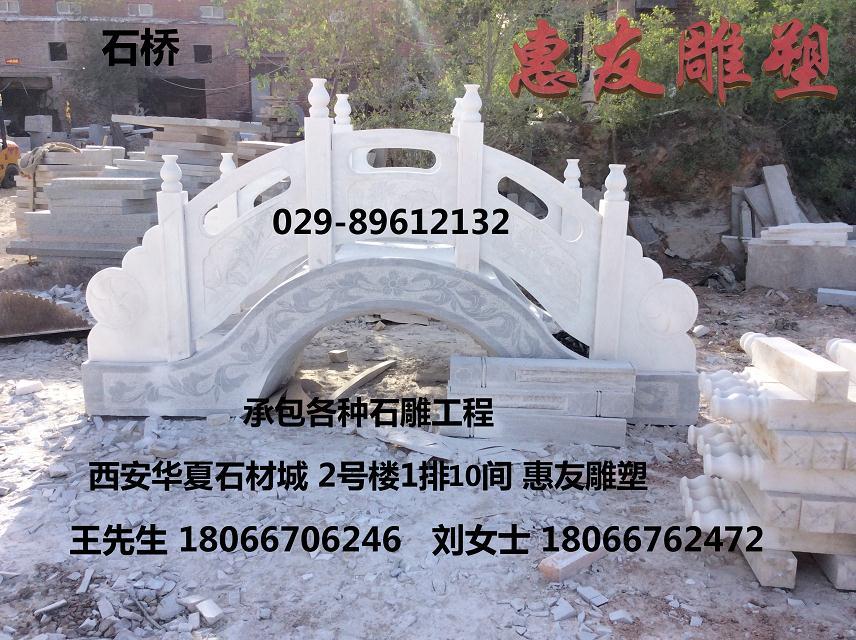 石桥
惠友雕塑
029-89612132
承包各种石雕工程
西安华夏石材城 2号楼1排10间 惠友雕塑
王先生 18066706246 刘女士 18066762472